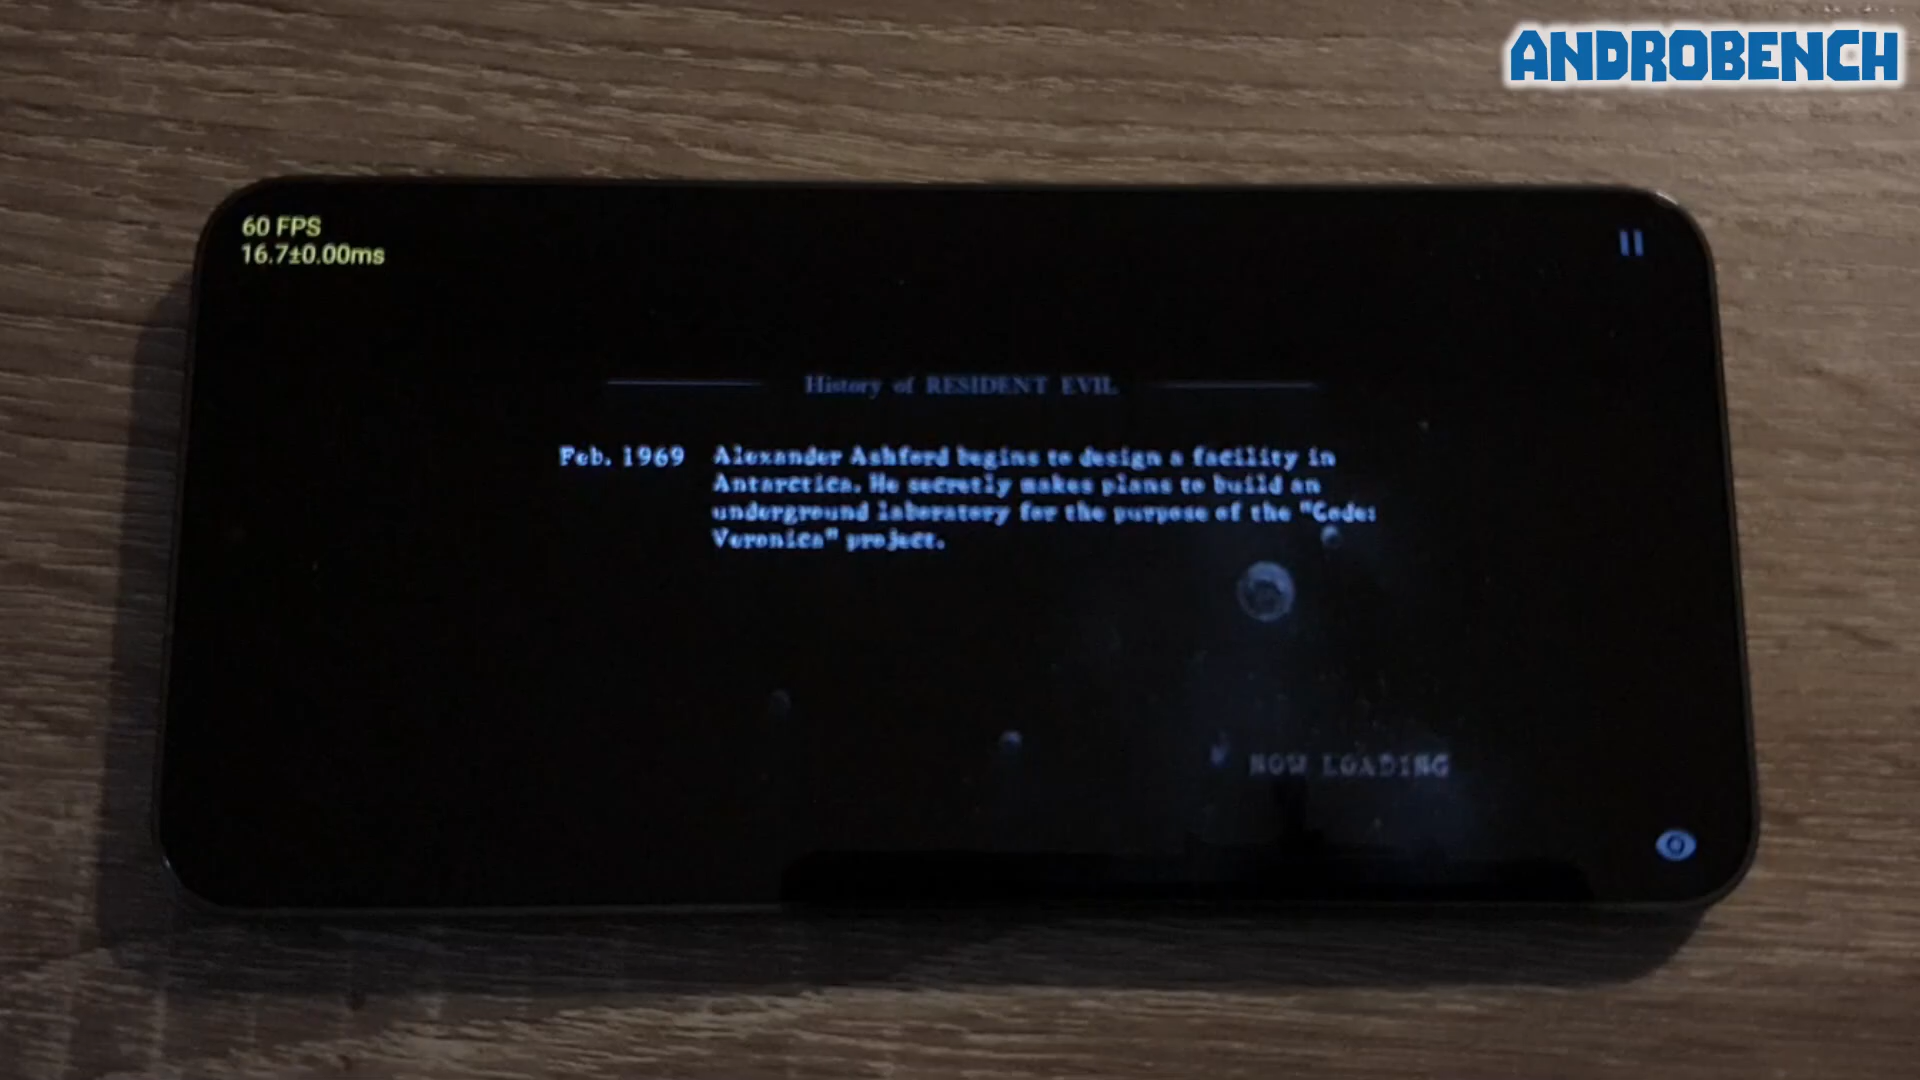 ANDROBENCH
60 FPS
16.7±0.00ms
History of RESIDENT EVIL
Feb. 1969 Alexander Ashford begins to design a facility in
Antarctica. He secretly makes plans to build an
underground laboratory for the purpose of the "Code:
Veronica" project.
NOW LOADING